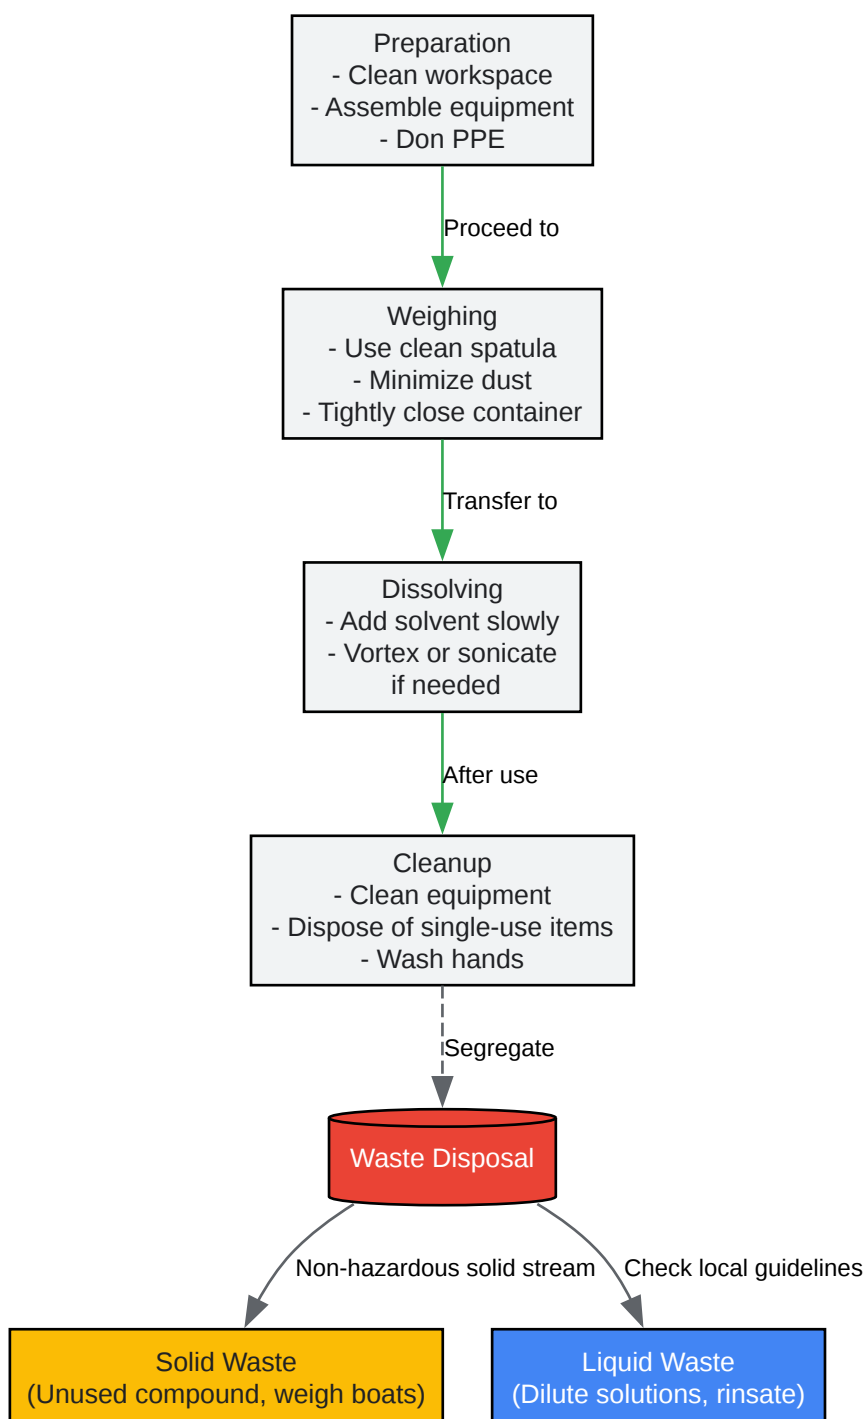 Preparation
- Clean workspace
- Assemble equipment
- Don PPE
Proceed to
Weighing
- Use clean spatula
- Minimize dust
- Tightly close container
Transfer to
Dissolving
- Add solvent slowly
- Vortex or sonicate
if needed
After use
Cleanup
- Clean equipment
- Dispose of single-use items
- Wash hands
Segregate
Waste Disposal
Non-hazardous solid stream
Check local guidelines
Solid Waste
(Unused compound, weigh boats)
Liquid Waste
(Dilute solutions, rinsate)